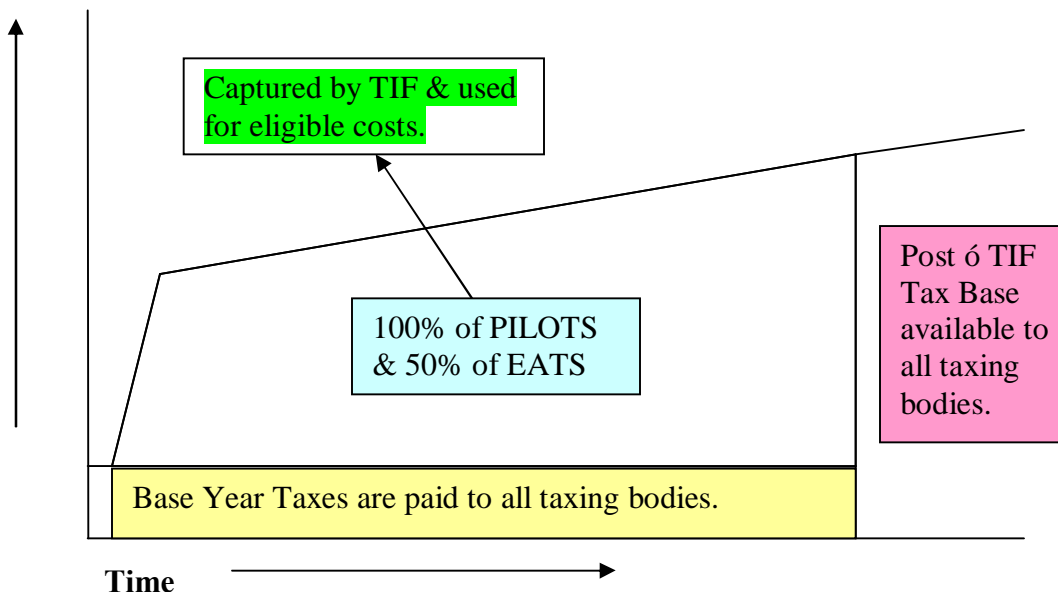 Captured by TIF & used
for eligible costs.
100% of PILOTS
& 50% of EATS
Post ó TIF
Tax Base
available to
all taxing
bodies.
Base Year Taxes are paid to all taxing bodies.
Time